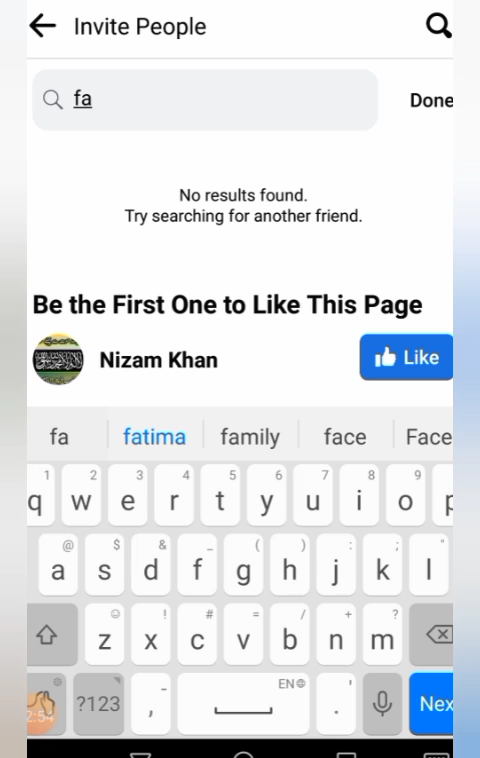 Invite People
fa
Done
No results found.
Try searching for another friend.
Be the First One to Like This Page
Nizam Khan
Like
fa fatima family face Face
1 2 3 4 5 6 7 8 9
q w e r t y u i o p
@ $ & _ ( ) : ; "
a s d f g h j k l
! # = / + ?
z x c v b n m
?123 , - EN . '
Nex
2:54